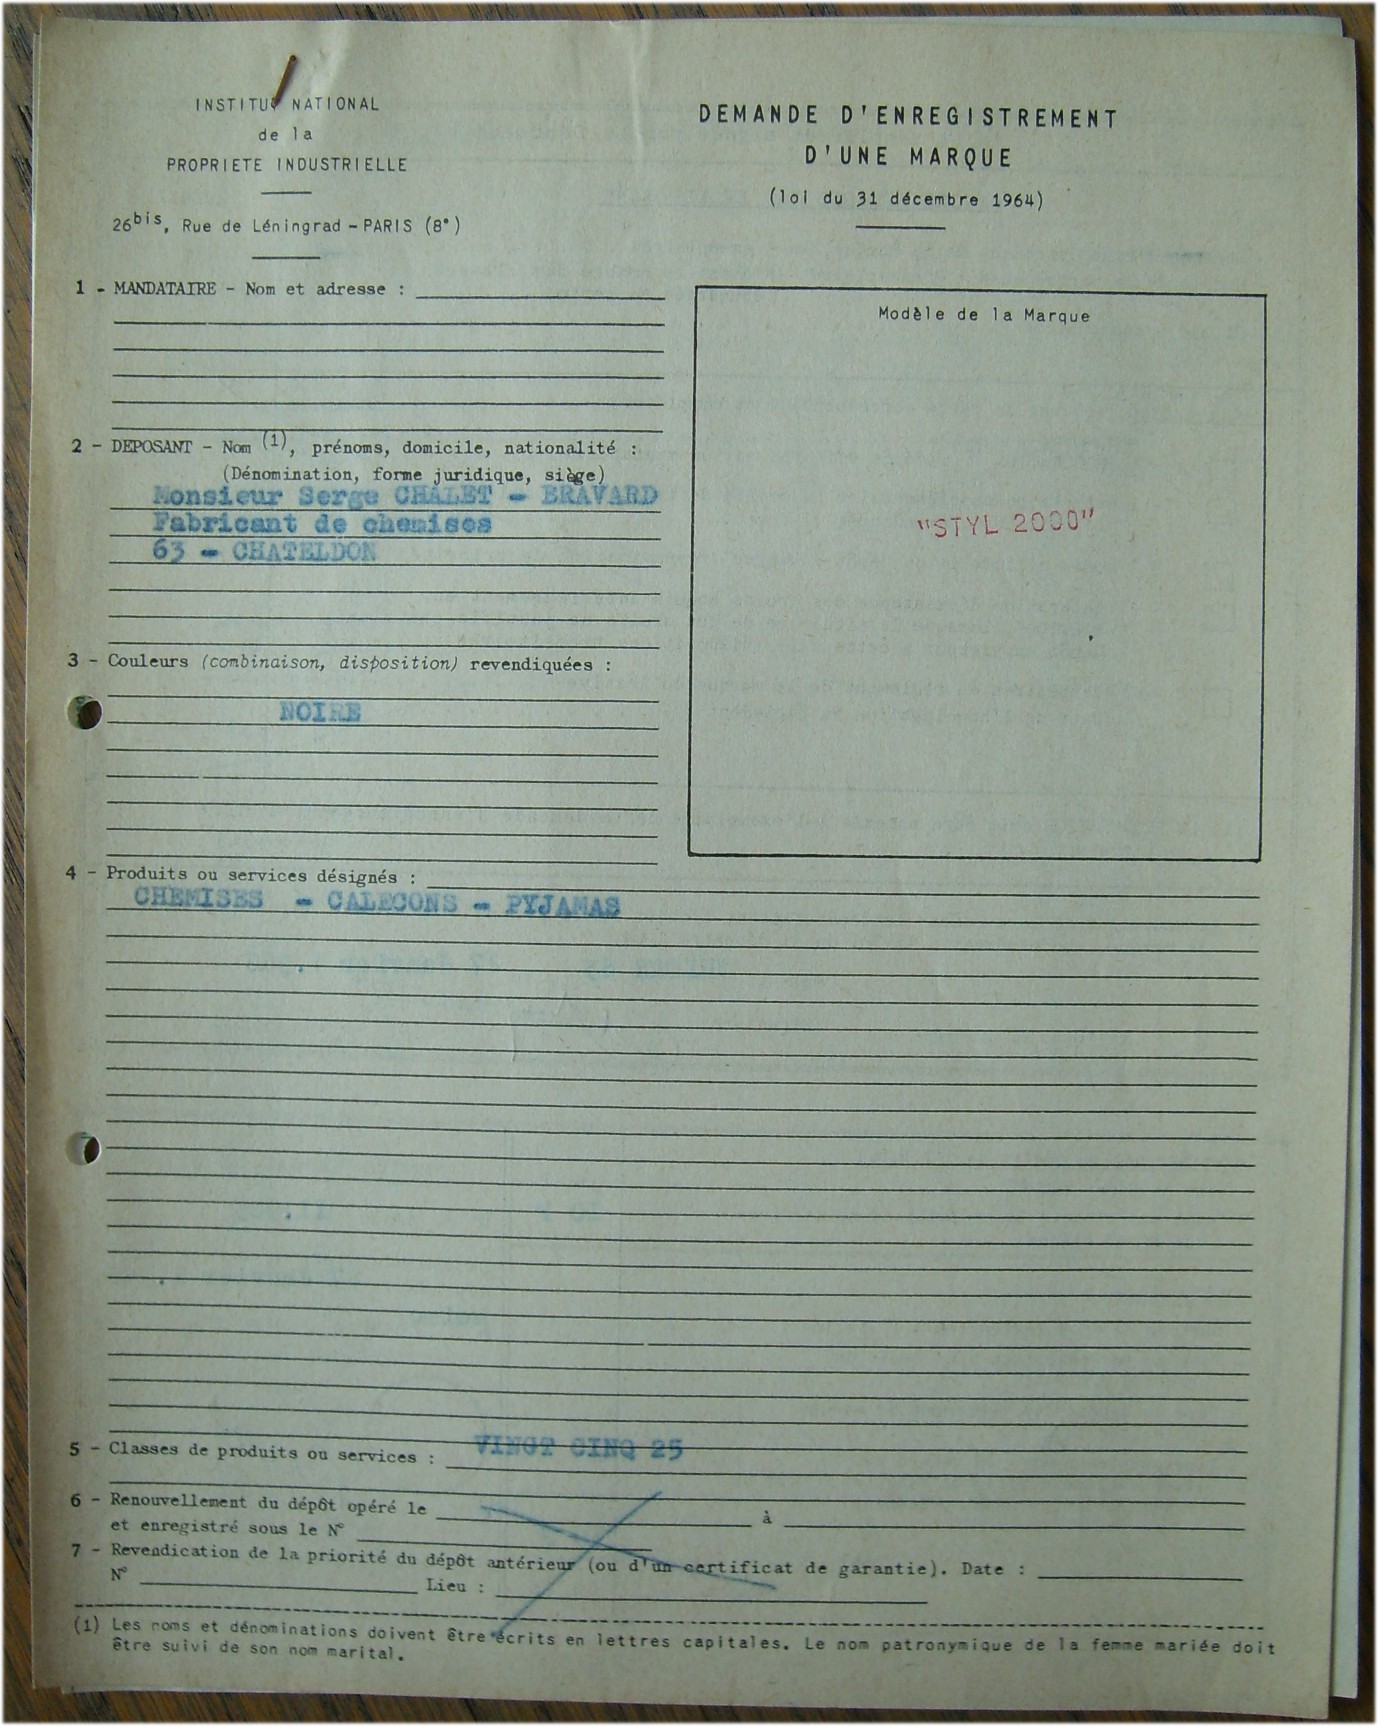 INSTITUT NATIONAL
de la
PROPRIETE INDUSTRIELLE
26bis, Rue de Léningrad - PARIS (8°)
DEMANDE D'ENREGISTREMENT
D'UNE MARQUE
(loi du 31 décembre 1964)
1 - MANDATAIRE - Nom et adresse :
2 - DEPOSANT - Nom (1), prénoms, domicile, nationalité :
(Dénomination, forme juridique, siège)
Monsieur Serge CHALET - BRAVARD
Fabricant de chemises
63 - CHATELDON
3 - Couleurs (combinaison, disposition) revendiquées :
NOIRE
Modèle de la Marque
"STYL 2000"
4 - Produits ou services désignés :
CHEMISES - CALECONS - PYJAMAS
5 - Classes de produits ou services : VINGT CINQ 25
6 - Renouvellement du dépôt opéré le à
et enregistré sous le N°
7 - Revendication de la priorité du dépôt antérieur (ou d'un certificat de garantie). Date :
N° Lieu :
(1) Les noms et dénominations doivent être écrits en lettres capitales. Le nom patronymique de la femme mariée doit
être suivi de son nom marital.